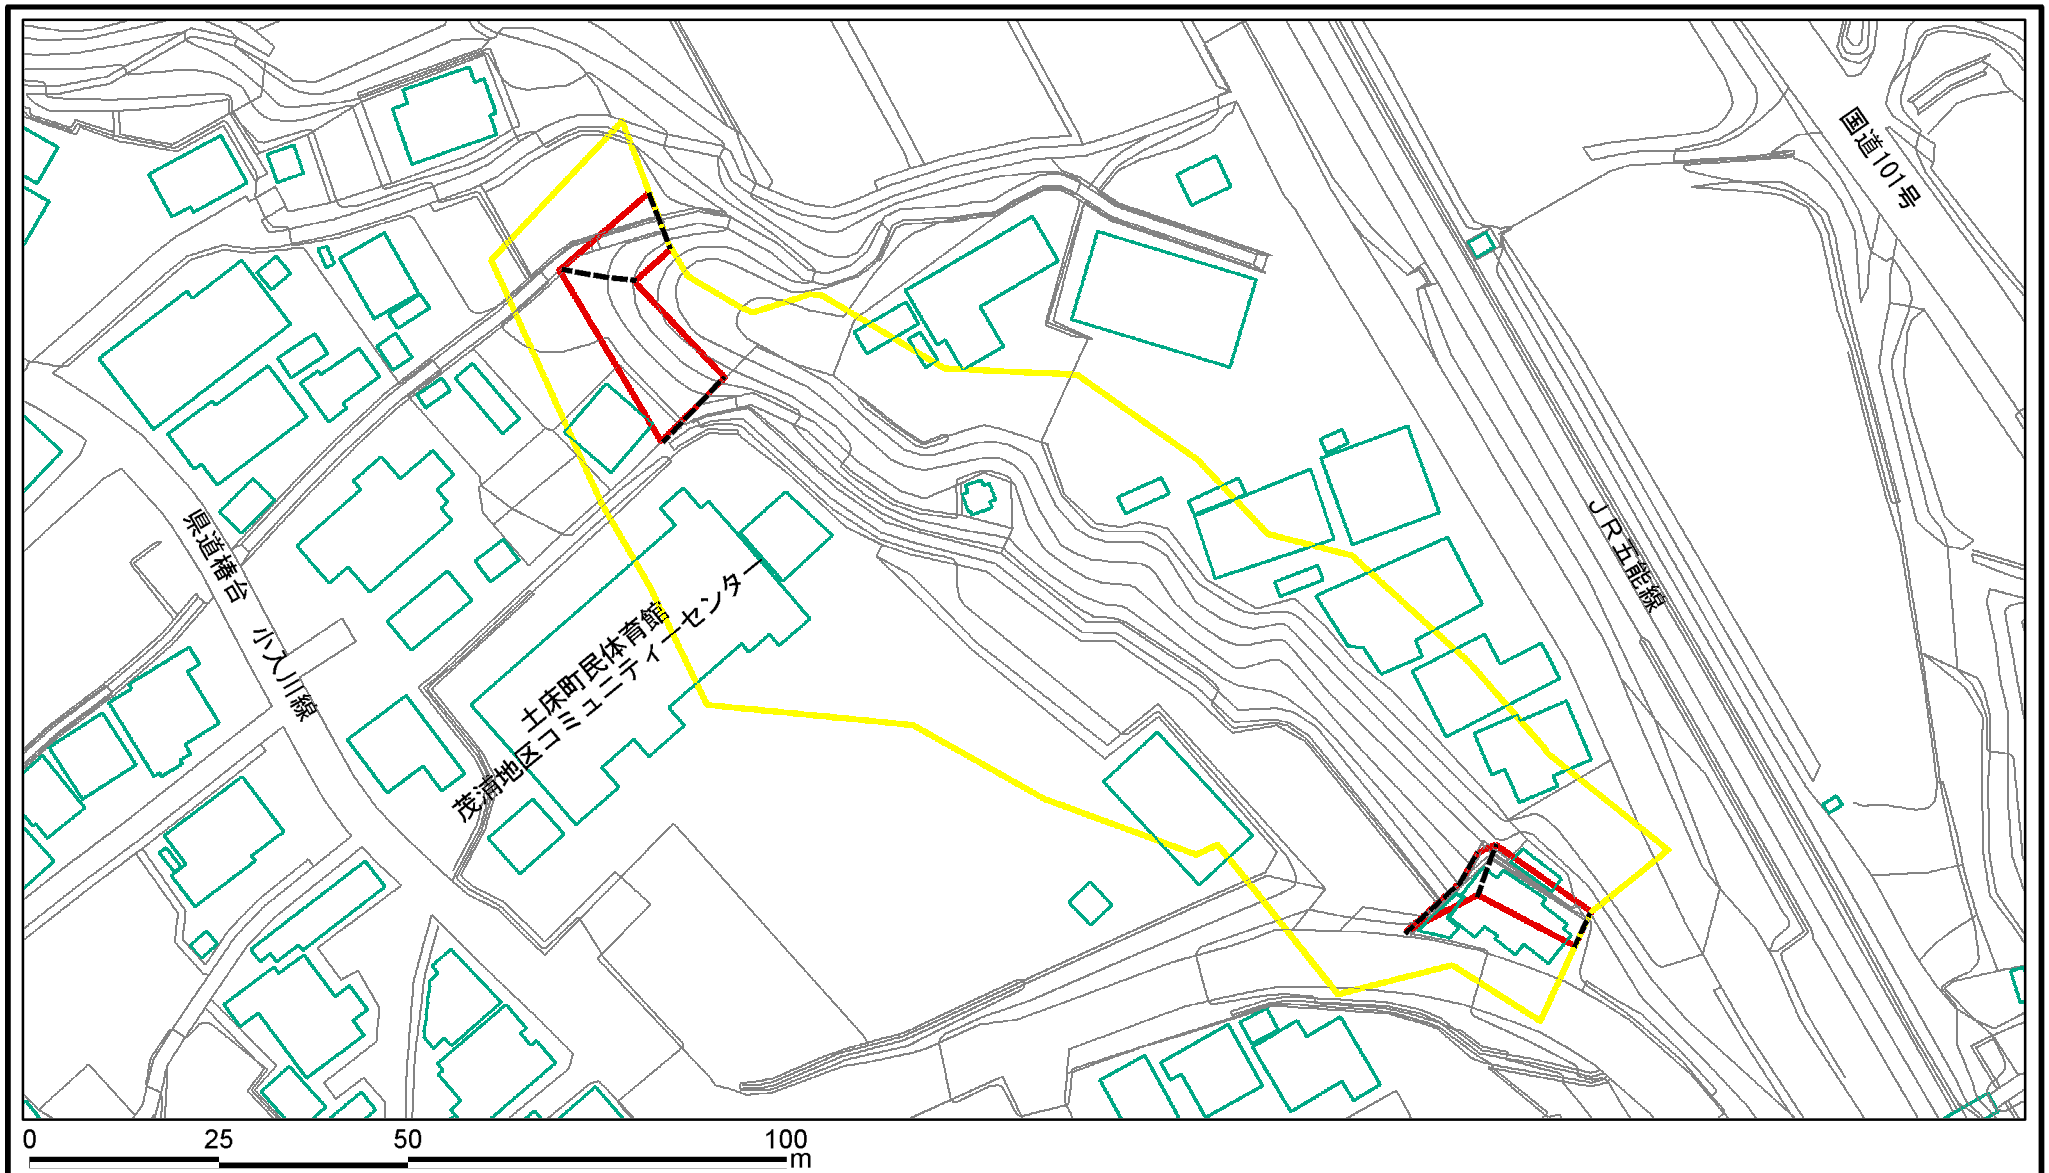 国道101号
JR五能線
県道椿台 小入川線
土床町民体育館
茂浦地区コミュニティーセンター
0 25 50 100
m